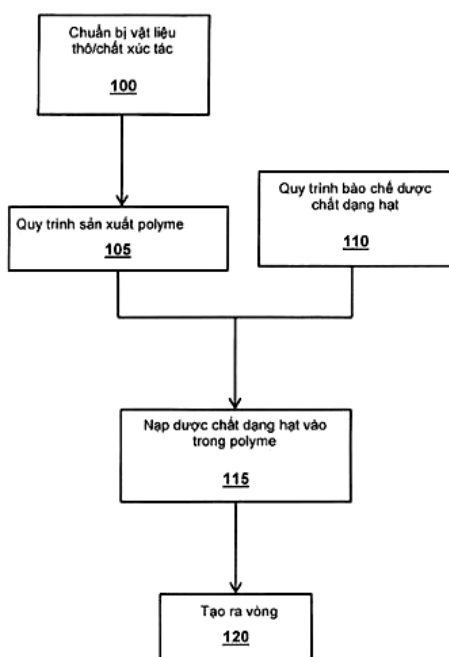 Chuẩn bị vật liệu
thô/chất xúc tác
100
Quy trình sản xuất polyme
105
Quy trình bào chế dược
chất dạng hạt
110
Nạp dược chất dạng hạt vào
trong polyme
115
Tạo ra vòng
120